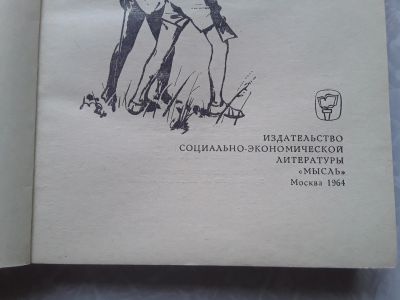 ИЗДАТЕЛЬСТВО
СОЦИАЛЬНО-ЭКОНОМИЧЕСКОЙ
ЛИТЕРАТУРЫ
«МЫСЛЬ»
Москва 1964